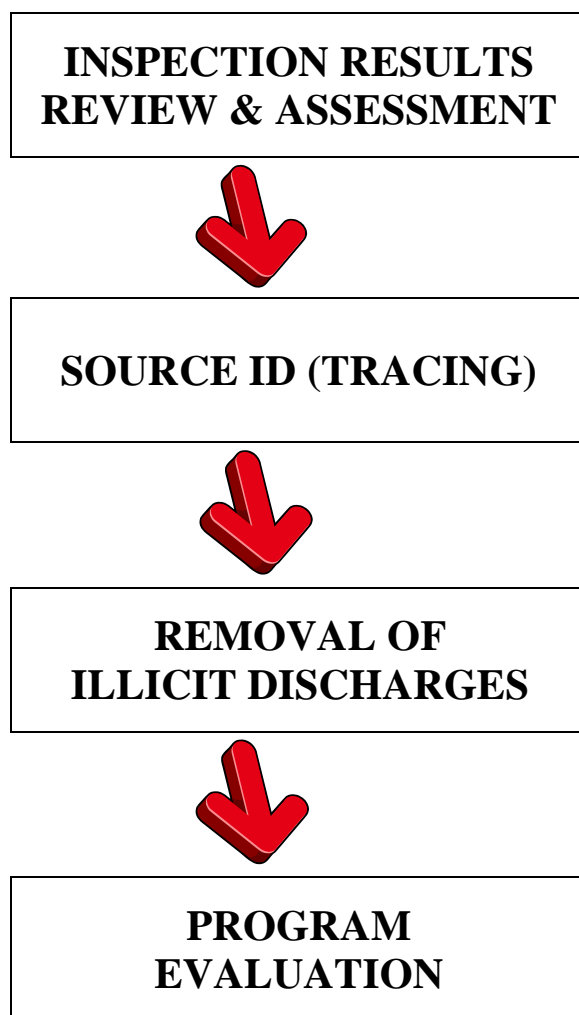 INSPECTION RESULTS
REVIEW & ASSESSMENT
SOURCE ID (TRACING)
REMOVAL OF
ILLICIT DISCHARGES
PROGRAM
EVALUATION